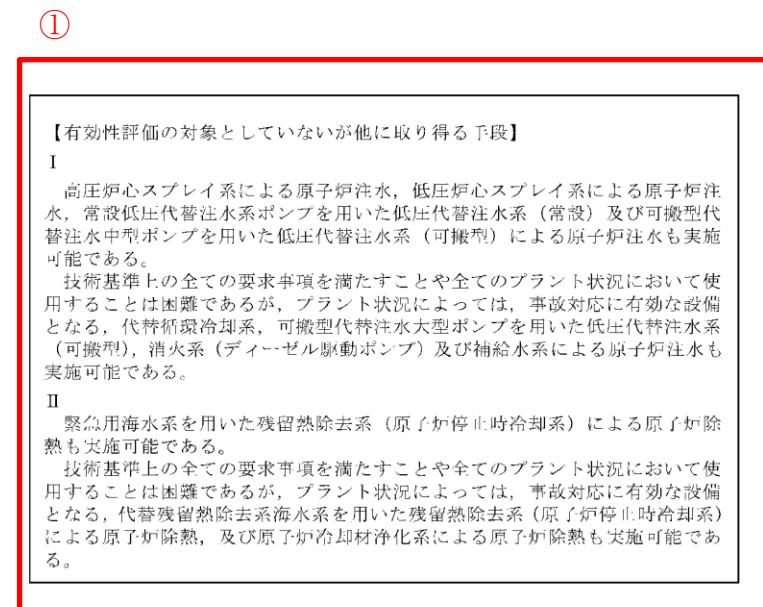 ①
【有効性評価の対象としていないが他に取り得る手段】
Ⅰ
高圧炉心スプレイ系による原子炉注水，低圧炉心スプレイ系による原子炉注
水，常設低圧代替注水系ポンプを用いた低圧代替注水系（常設）及び可搬型代
替注水中型ポンプを用いた低圧代替注水系（可搬型）による原子炉注水も実施
可能である。
技術基準上の全ての要求事項を満たすことや全てのプラント状況において使
用することは困難であるが，プラント状況によっては，事故対応に有効な設備
となる，代替循環冷却系，可搬型代替注水大型ポンプを用いた低圧代替注水系
（可搬型），消火系（ディーゼル駆動ポンプ）及び補給水系による原子炉注水も
実施可能である。
Ⅱ
緊急用海水系を用いた残留熱除去系（原子炉停止時冷却系）による原子炉除
熱も実施可能である。
技術基準上の全ての要求事項を満たすことや全てのプラント状況において使
用することは困難であるが，プラント状況によっては，事故対応に有効な設備
となる，代替残留熱除去系海水系を用いた残留熱除去系（原子炉停止時冷却系）
による原子炉除熱，及び原子炉冷却材浄化系による原子炉除熱も実施可能であ
る。